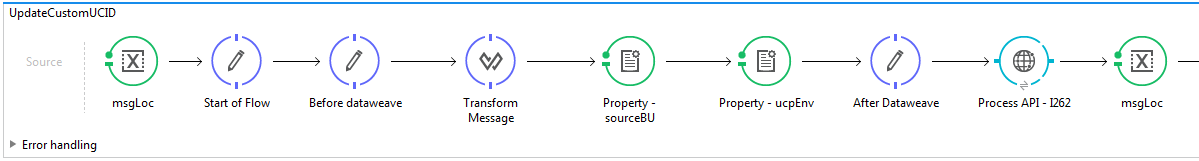 UpdateCustomUCID
Source
msgLoc
Start of Flow
Before dataweave
Transform
Message
Property -
sourceBU
Property - ucpEnv
After Dataweave
Process API - I262
msgLoc
Error handling